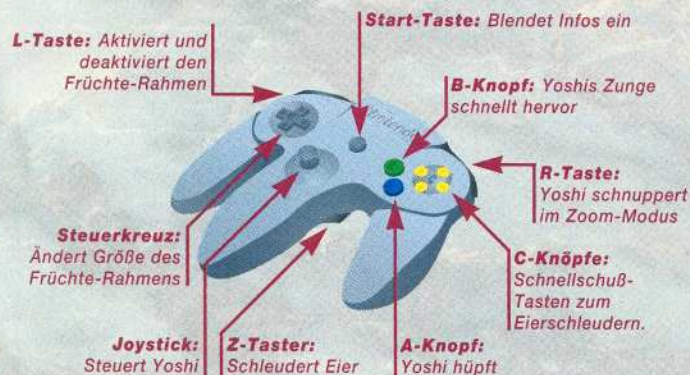 L-Taste: Aktiviert und
deaktiviert den
Früchte-Rahmen
Start-Taste: Blendet Infos ein
B-Knopf: Yoshis Zunge
schnellt hervor
Nintendo
R-Taste:
Yoshi schnuppert
im Zoom-Modus
Steuerkreuz:
Ändert Größe des
Früchte-Rahmens
C-Knöpfe:
Schnellschuß-
Tasten zum
Eierschleudern.
Joystick:
Steuert Yoshi
Z-Taster:
Schleudert Eier
A-Knopf:
Yoshi hüpft